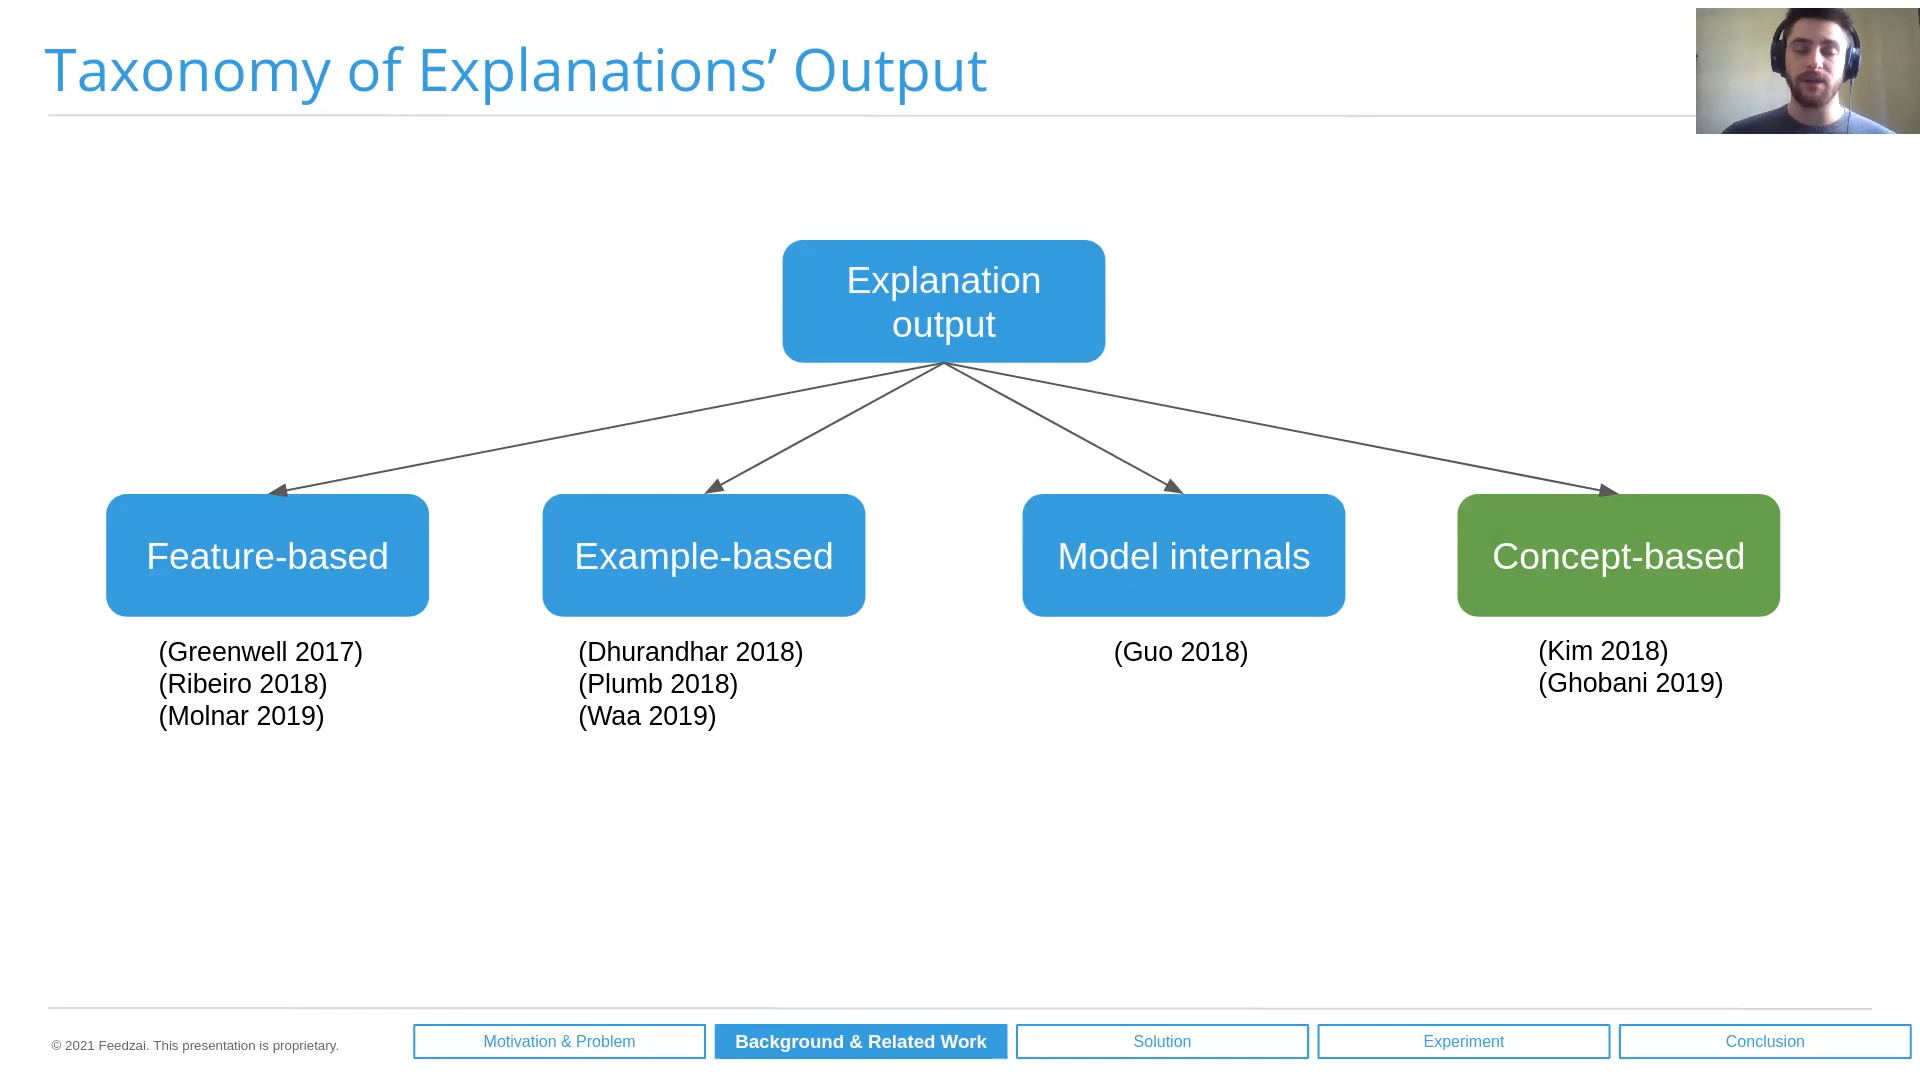 Taxonomy of Explanations’ Output
Explanation
output
Feature-based
Example-based
Model internals
Concept-based
(Greenwell 2017)
(Ribeiro 2018)
(Molnar 2019)
(Dhurandhar 2018)
(Plumb 2018)
(Waa 2019)
(Guo 2018)
(Kim 2018)
(Ghobani 2019)
© 2021 Feedzai. This presentation is proprietary.
Motivation & Problem
Background & Related Work
Solution
Experiment
Conclusion